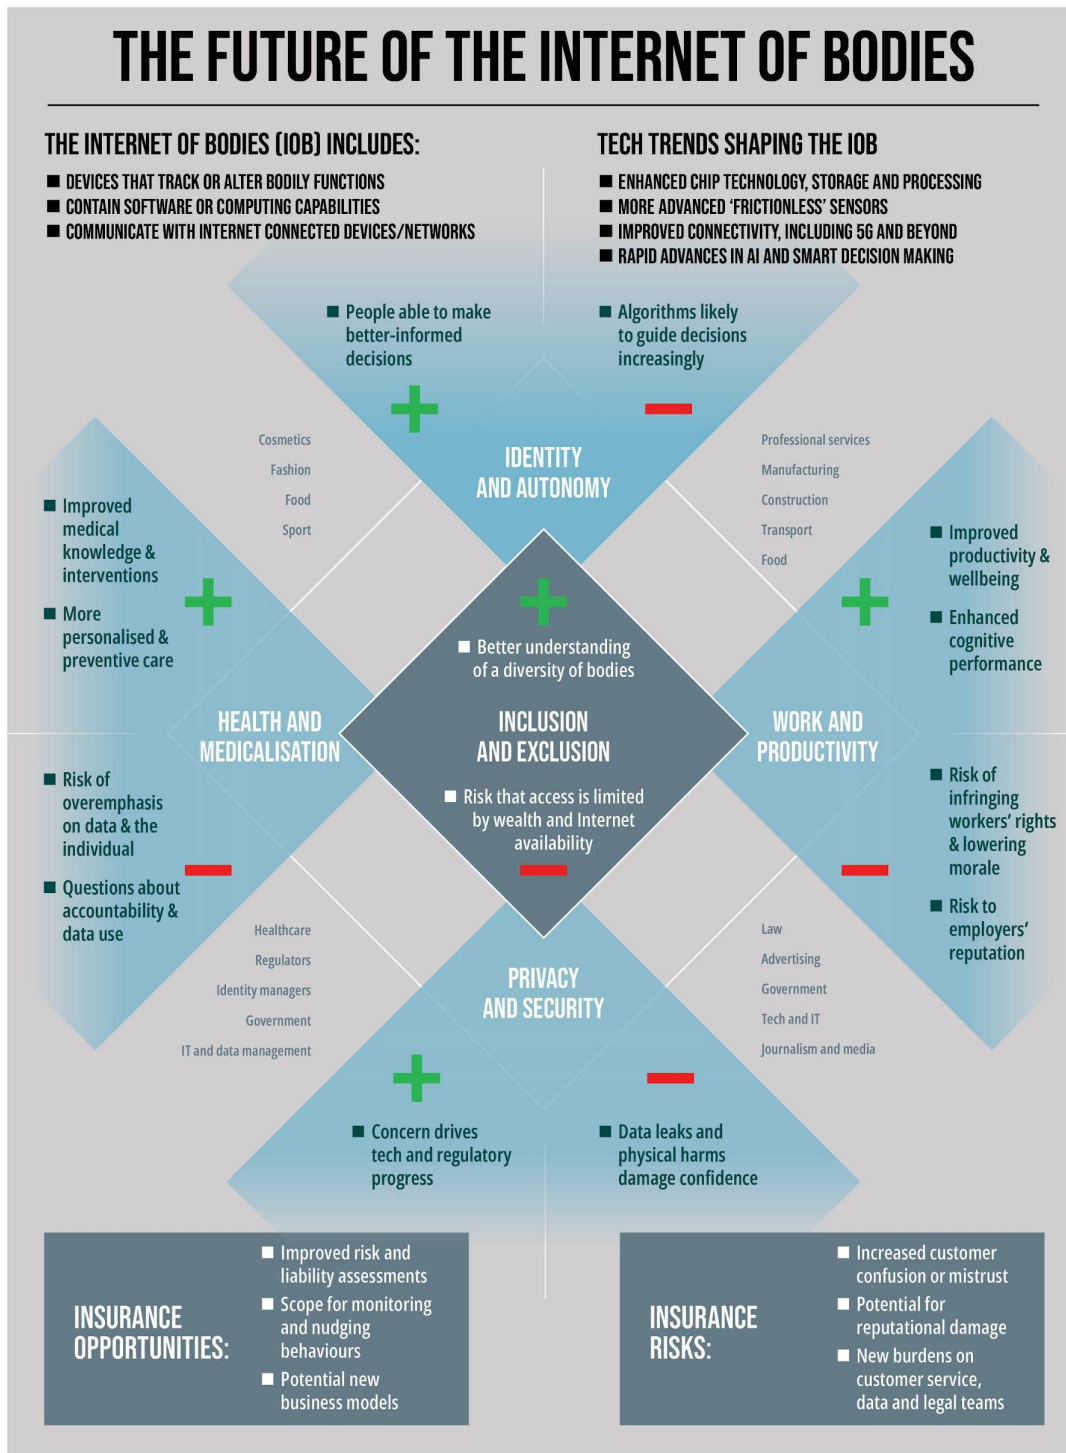 THE FUTURE OF THE INTERNET OF BODIES
THE INTERNET OF BODIES (IOB) INCLUDES:
■ DEVICES THAT TRACK OR ALTER BODILY FUNCTIONS
■ CONTAIN SOFTWARE OR COMPUTING CAPABILITIES
■ COMMUNICATE WITH INTERNET CONNECTED DEVICES/NETWORKS
TECH TRENDS SHAPING THE IOB
■ ENHANCED CHIP TECHNOLOGY, STORAGE AND PROCESSING
■ MORE ADVANCED ‘FRICTIONLESS’ SENSORS
■ IMPROVED CONNECTIVITY, INCLUDING 5G AND BEYOND
■ RAPID ADVANCES IN AI AND SMART DECISION MAKING
■ People able to make
better-informed
decisions
+
■ Algorithms likely
to guide decisions
increasingly
−
IDENTITY
AND AUTONOMY
Cosmetics
Fashion
Food
Sport
Professional services
Manufacturing
Construction
Transport
Food
■ Improved
medical
knowledge &
interventions
■ More
personalised &
preventive care
+
HEALTH AND
MEDICALISATION
■ Risk of
overemphasis
on data & the
individual
■ Questions about
accountability &
data use
−
+
■ Better understanding
of a diversity of bodies
INCLUSION
AND EXCLUSION
■ Risk that access is limited
by wealth and Internet
availability
−
+
■ Improved
productivity &
wellbeing
■ Enhanced
cognitive
performance
WORK AND
PRODUCTIVITY
■ Risk of
infringing
workers’ rights
& lowering
morale
■ Risk to
employers’
reputation
−
Healthcare
Regulators
Identity managers
Government
IT and data management
Law
Advertising
Government
Tech and IT
Journalism and media
PRIVACY
AND SECURITY
+
■ Concern drives
tech and regulatory
progress
−
■ Data leaks and
physical harms
damage confidence
INSURANCE
OPPORTUNITIES:
■ Improved risk and
liability assessments
■ Scope for monitoring
and nudging
behaviours
■ Potential new
business models
INSURANCE
RISKS:
■ Increased customer
confusion or mistrust
■ Potential for
reputational damage
■ New burdens on
customer service,
data and legal teams